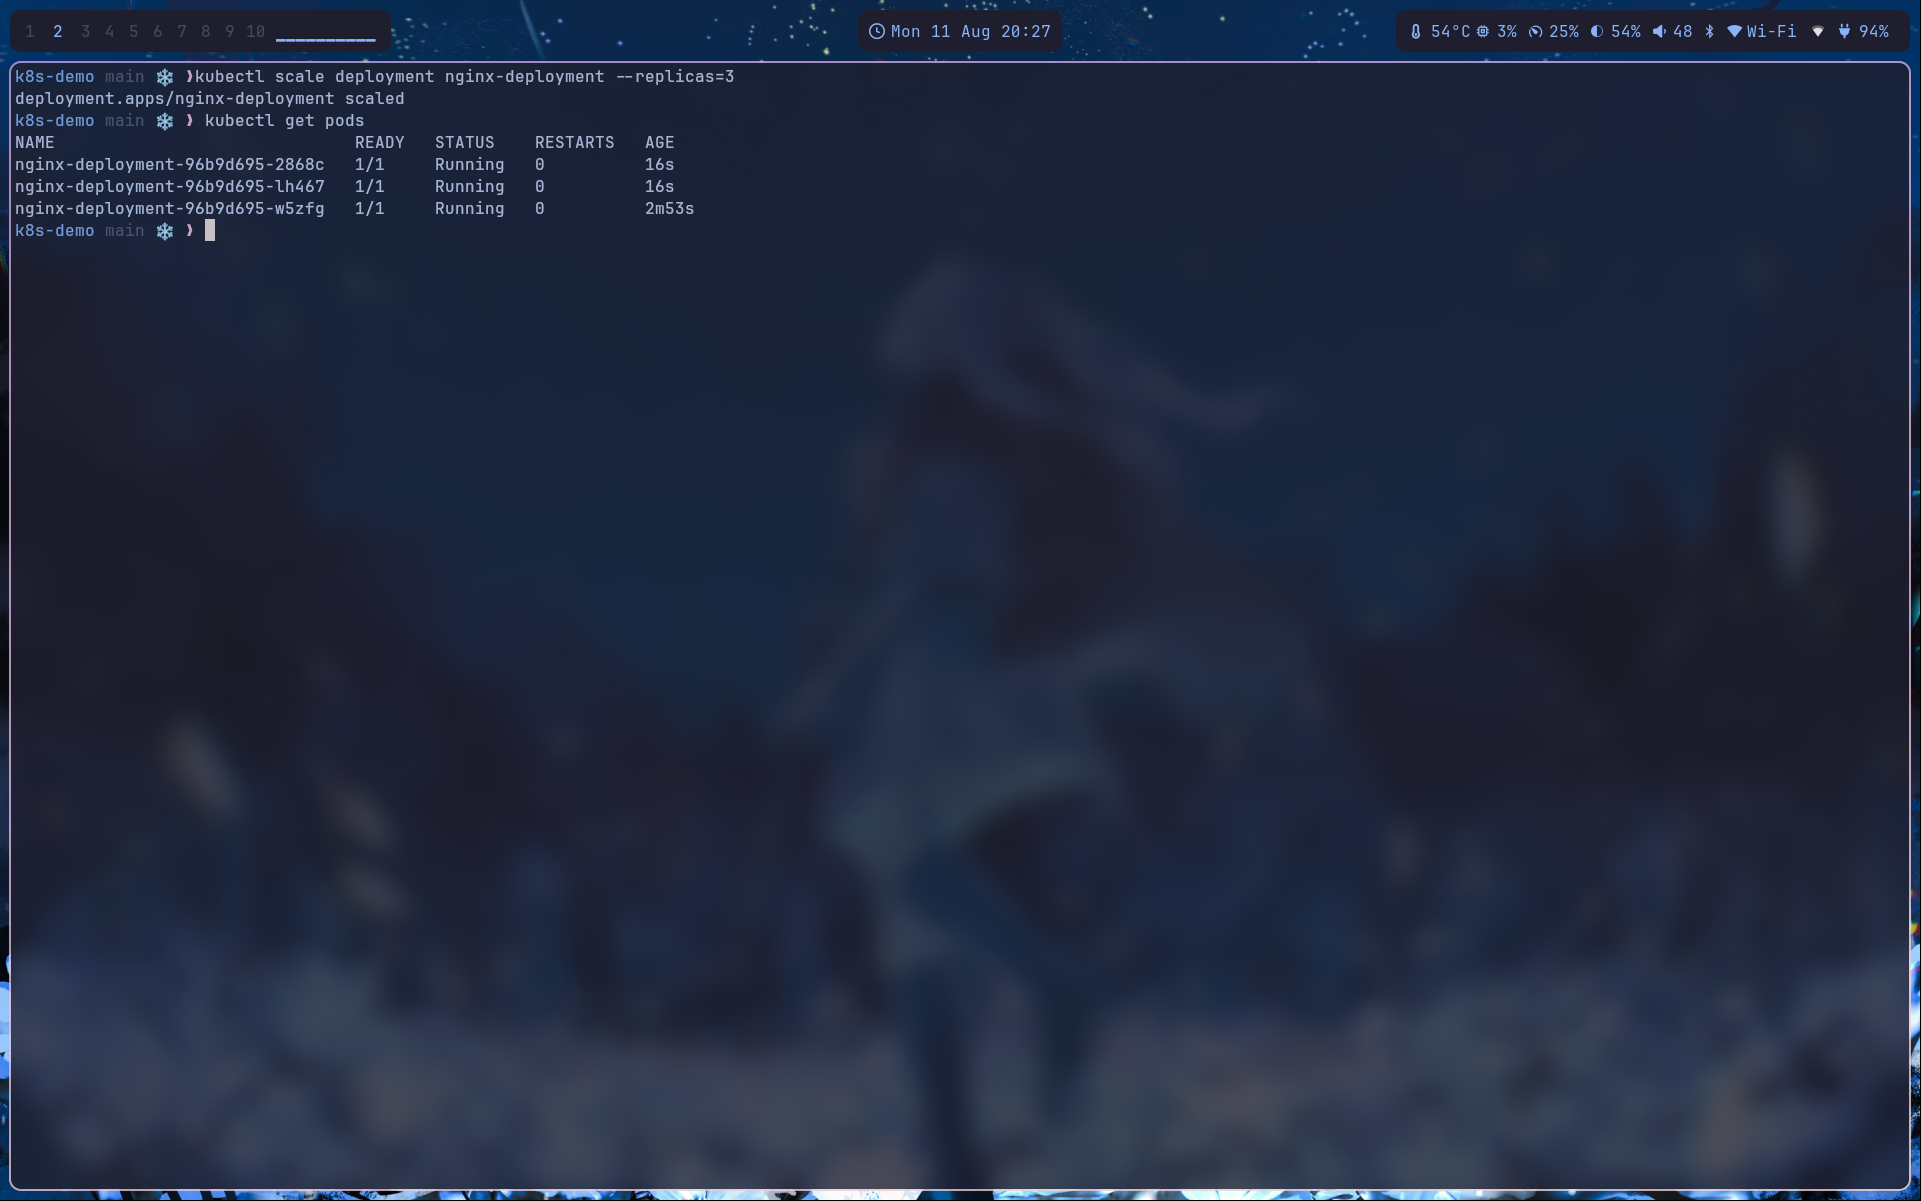 1 2 3 4 5 6 7 8 9 10
Mon 11 Aug 20:27
54°C 3% 25% 54% 48 Wi-Fi 94%
k8s-demo main ❄️ ❫kubectl scale deployment nginx-deployment --replicas=3
deployment.apps/nginx-deployment scaled
k8s-demo main ❄️ ❫ kubectl get pods
NAME READY STATUS RESTARTS AGE
nginx-deployment-96b9d695-2868c 1/1 Running 0 16s
nginx-deployment-96b9d695-lh467 1/1 Running 0 16s
nginx-deployment-96b9d695-w5zfg 1/1 Running 0 2m53s
k8s-demo main ❄️ ❫